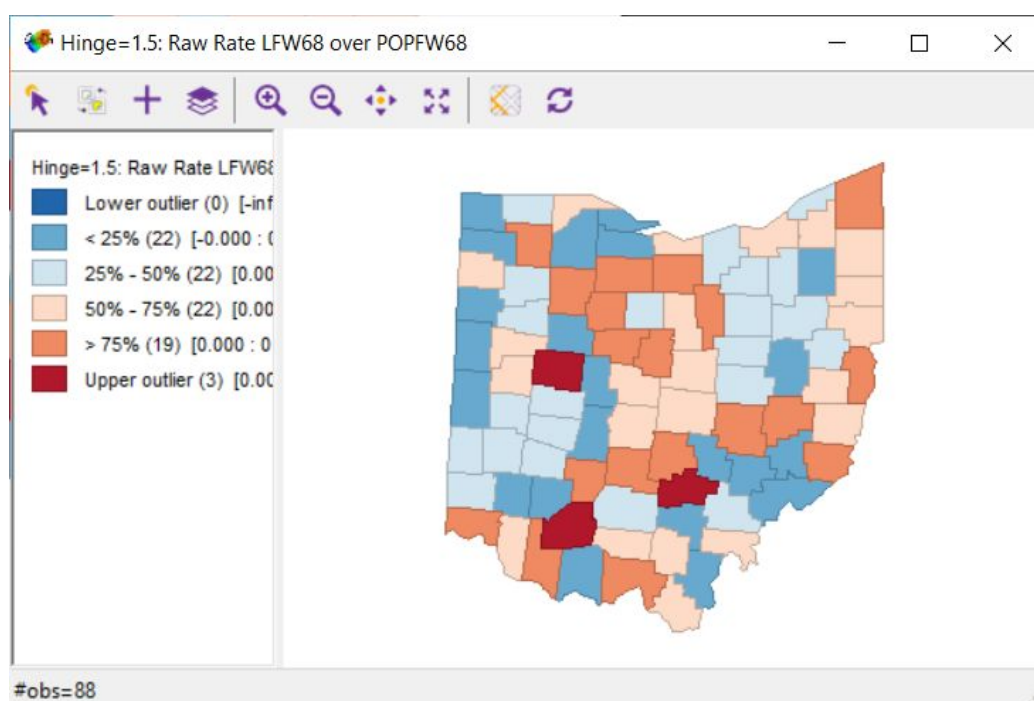 Hinge=1.5: Raw Rate LFW68 over POPFW68
Hinge=1.5: Raw Rate LFW68
Lower outlier (0) [-inf
< 25% (22) [-0.000 : 0
25% - 50% (22) [0.00
50% - 75% (22) [0.00
> 75% (19) [0.000 : 0
Upper outlier (3) [0.00
#obs=88